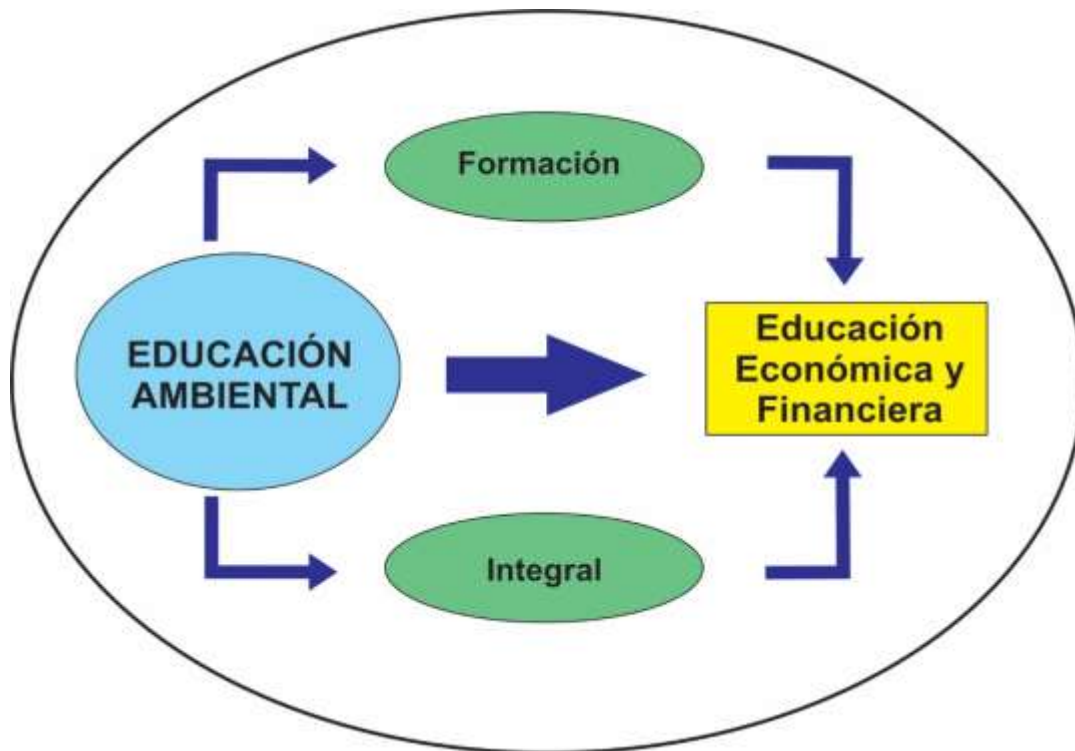 Formación
EDUCACIÓN
AMBIENTAL
Educación
Económica y
Financiera
Integral